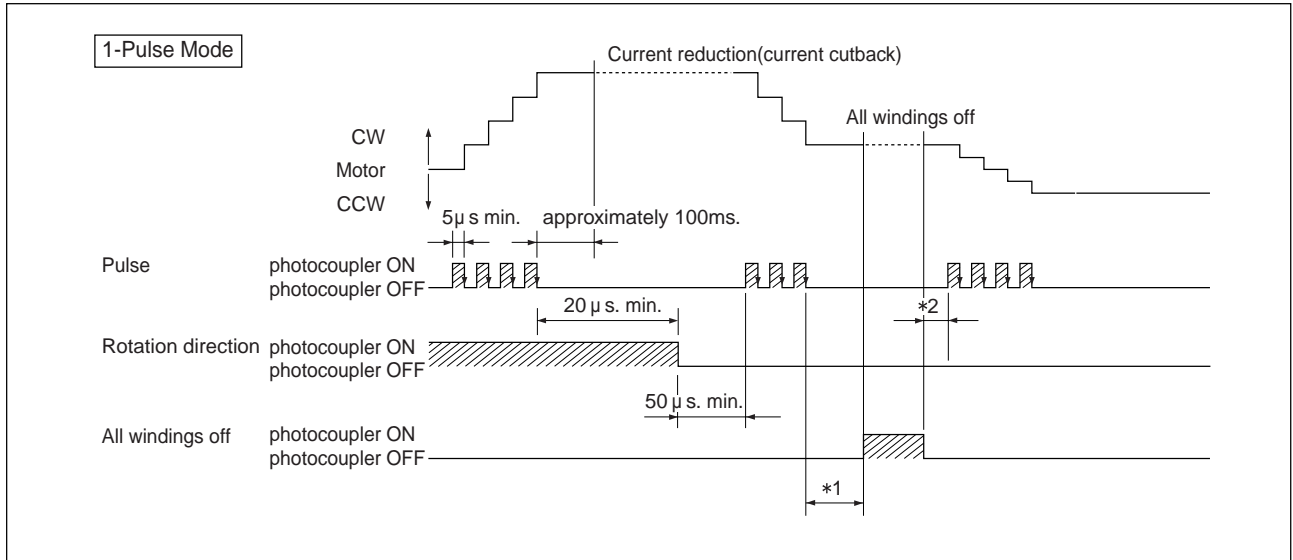 1-Pulse Mode
Current reduction(current cutback)
All windings off
CW
Motor
CCW
5μ s min.
approximately 100ms.
Pulse
photocoupler ON
photocoupler OFF
*2
20 μ s. min.
Rotation direction
photocoupler ON
photocoupler OFF
50 μ s. min.
All windings off
photocoupler ON
photocoupler OFF
*1